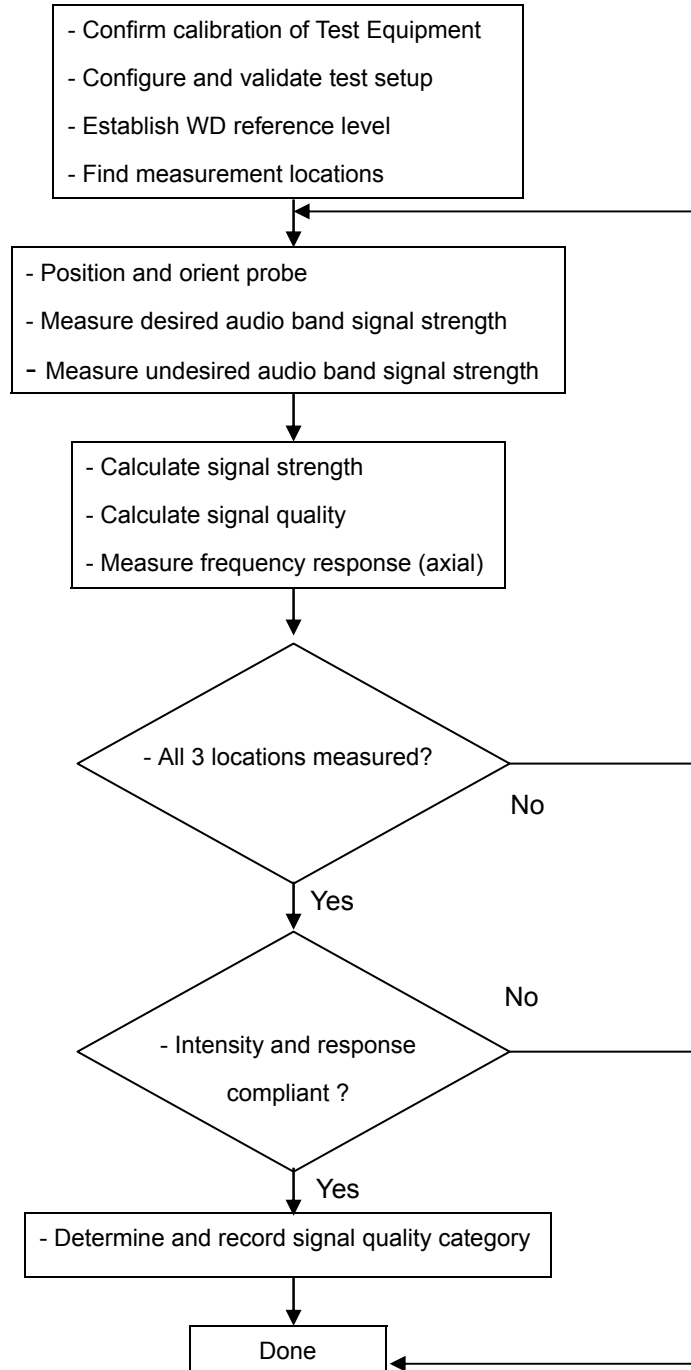 - Confirm calibration of Test Equipment
- Configure and validate test setup
- Establish WD reference level
- Find measurement locations
- Position and orient probe
- Measure desired audio band signal strength
- Measure undesired audio band signal strength
- Calculate signal strength
- Calculate signal quality
- Measure frequency response (axial)
- All 3 locations measured?
No
Yes
No
- Intensity and response
compliant ?
Yes
- Determine and record signal quality category
Done